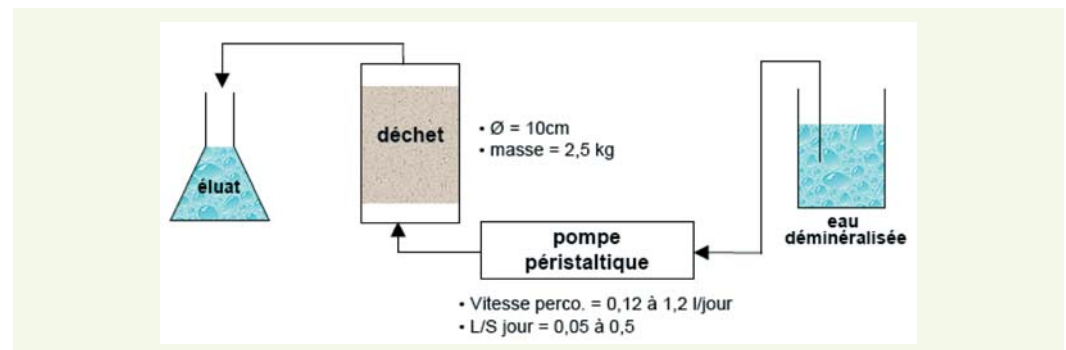 déchet
• Ø = 10cm
• masse = 2,5 kg
éluat
eau
déminéralisée
pompe
péristaltique
• Vitesse perco. = 0,12 à 1,2 l/jour
• L/S jour = 0,05 à 0,5